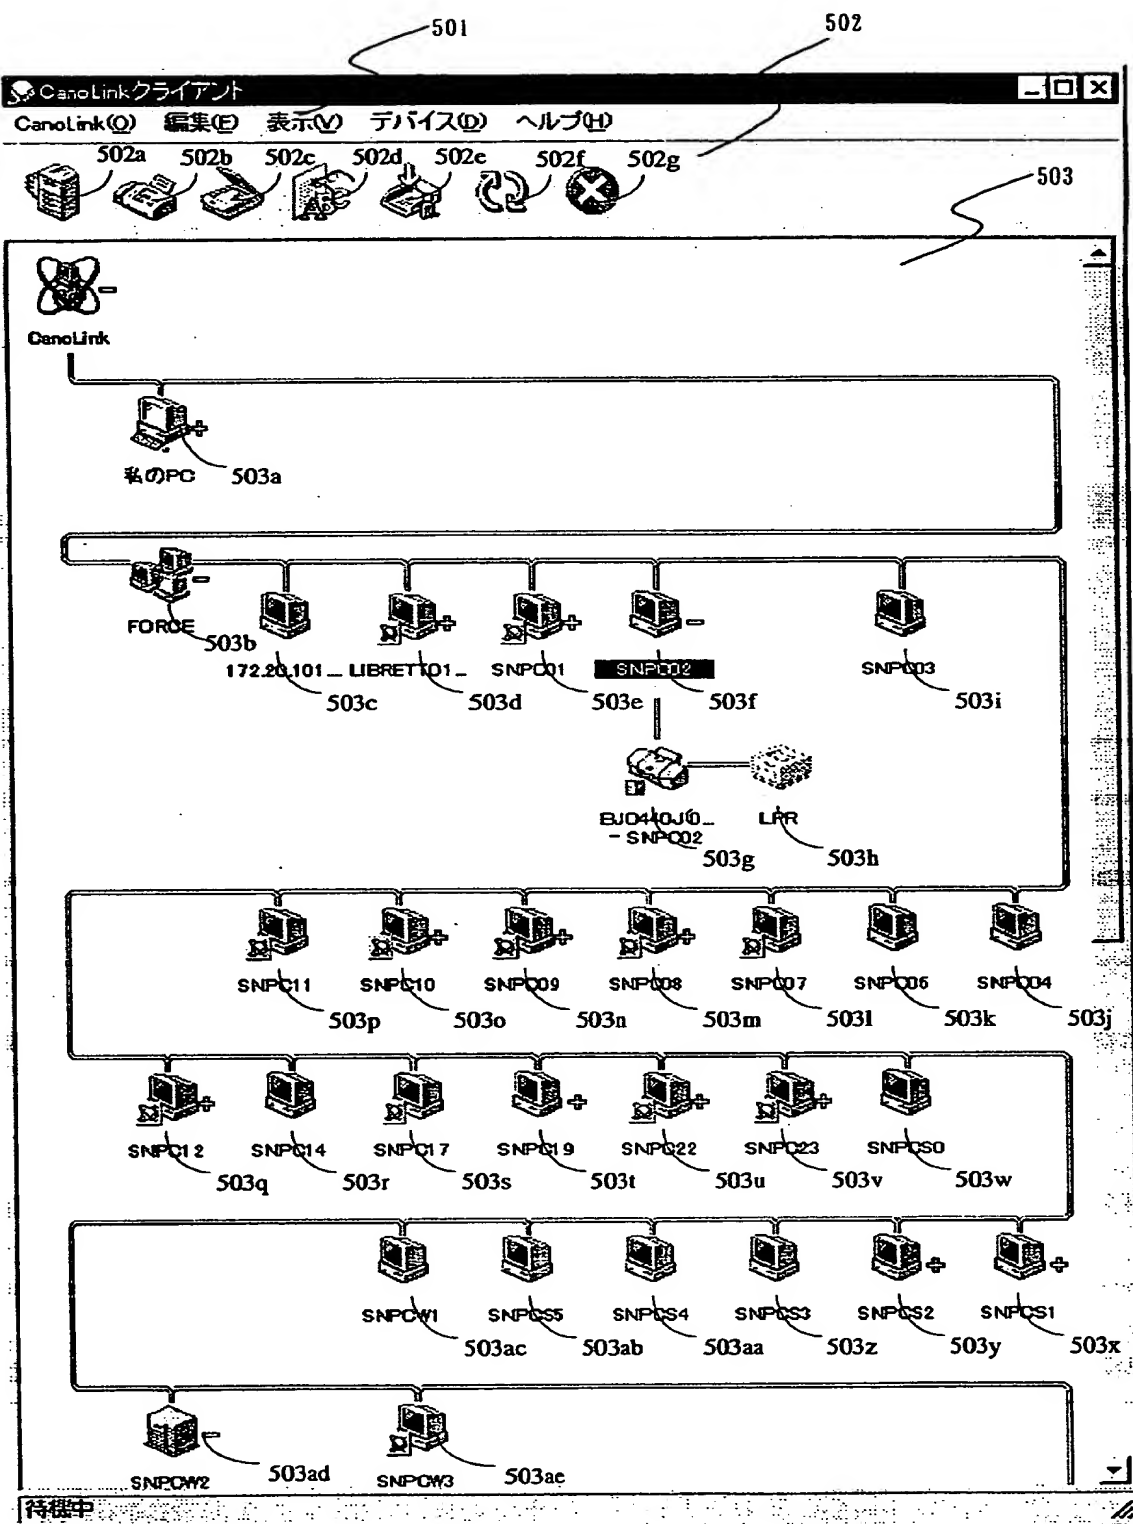 501
502
CanoLinkクライアント
CanoLink(O) 編集(E) 表示(V) デバイス(D) ヘルプ(H)
502a 502b 502c 502d 502e 502f 502g
503
CanoLink
私のPC 503a
FORCE 503b
172.20.101... LIBRETTO1... SNPC01 SNPC02 SNPC03
503c 503d 503e 503f 503i
LPR
- SNPC02
503g 503h
SNPC11 SNPC10 SNPC09 SNPC08 SNPC07 SNPC04
503p 503o 503n 503m 503l 503k 503j
SNPC12 SNPC14 SNPC17 SNPC19 SNPC22 SNPC23 SNPCS0
503q 503r 503s 503t 503u 503v 503w
SNPCW1 SNPCS5 SNPCS4 SNPCS3 SNPCS2 SNPCS1
503ac 503ab 503aa 503z 503y 503x
SNPCW2 503ad SNPCW3 503ae
待機中